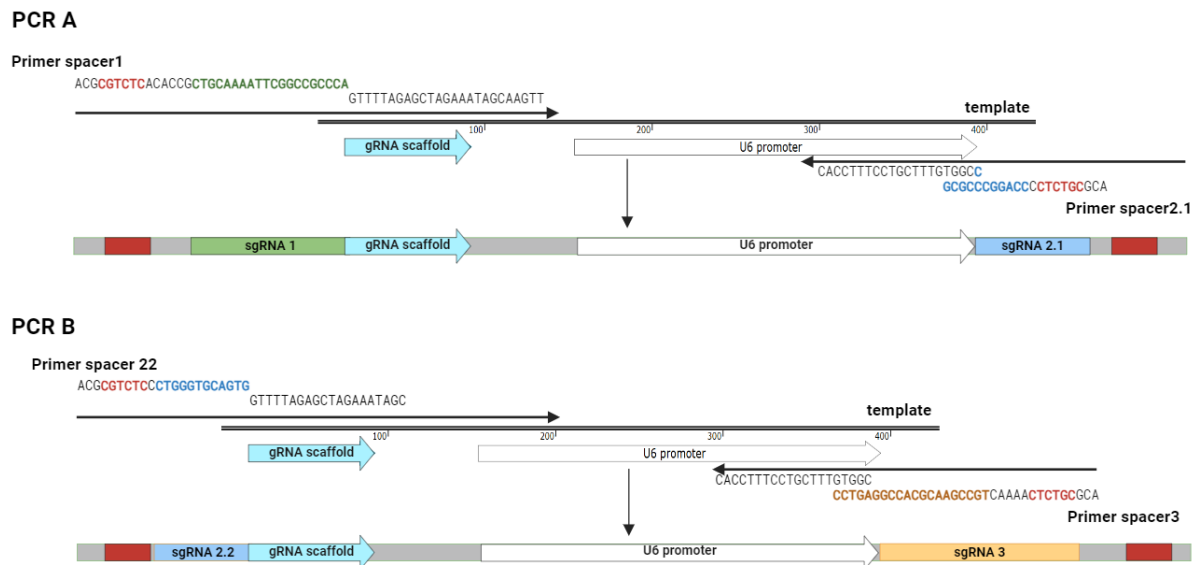 PCR A
Primer spacer1
ACGCGTCTCACACCGCTGCAAAATTCGGCCGCCCA
GTTTTAGAGCTAGAAATAGCAAGTT
template
100 200 300 400
gRNA scaffold U6 promoter
CACCTTTCCTGCTTTGTGGCC
GCGCCCGGACCCCTCTGCGCA
Primer spacer2.1
sgRNA 1 gRNA scaffold U6 promoter sgRNA 2.1
PCR B
Primer spacer 22
ACGCGTCTCCCTGGGTGCAGTG
GTTTTAGAGCTAGAAATAGC
template
100 200 300 400
gRNA scaffold U6 promoter
CACCTTTCCTGCTTTGTGGC
CCTGAGGCCACGCAAGCCGTCAAAACTCTGCGCA
Primer spacer3
sgRNA 2.2 gRNA scaffold U6 promoter sgRNA 3